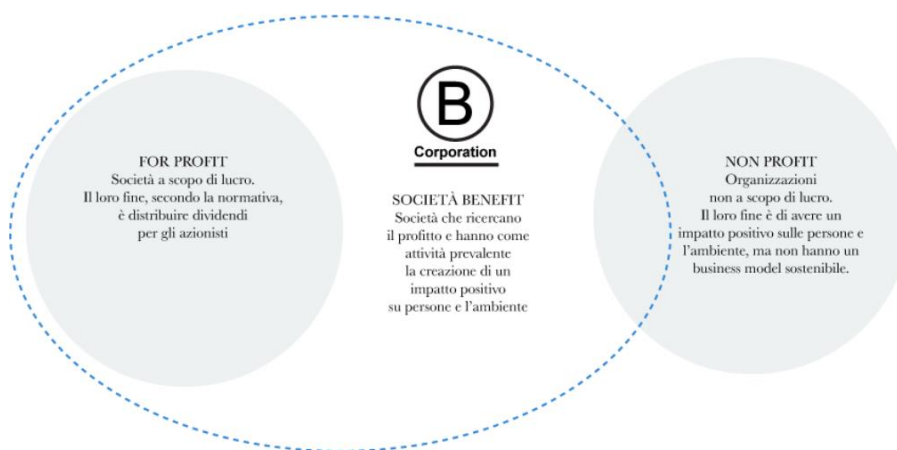 FOR PROFIT
Società a scopo di lucro.
Il loro fine, secondo la normativa,
è distribuire dividendi
per gli azionisti
B
Corporation
SOCIETÀ BENEFIT
Società che ricercano
il profitto e hanno come
attività prevalente
la creazione di un
impatto positivo
su persone e l’ambiente
NON PROFIT
Organizzazioni
non a scopo di lucro.
Il loro fine è di avere un
impatto positivo sulle persone e
l’ambiente, ma non hanno un
business model sostenibile.